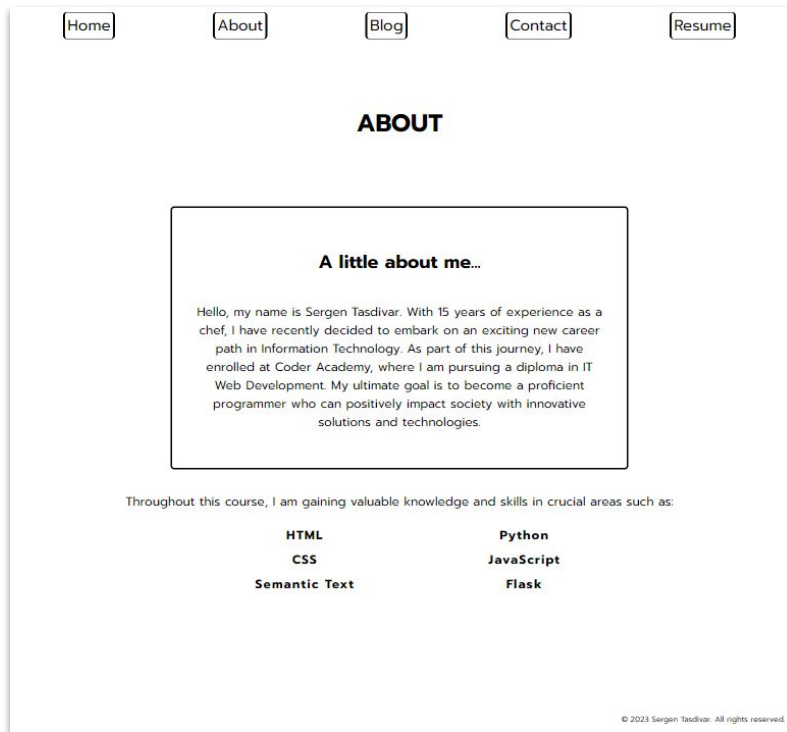 Home About Blog Contact Resume
ABOUT
A little about me...
Hello, my name is Sergen Tasdivar. With 15 years of experience as a
chef, I have recently decided to embark on an exciting new career
path in Information Technology. As part of this journey, I have
enrolled at Coder Academy, where I am pursuing a diploma in IT
Web Development. My ultimate goal is to become a proficient
programmer who can positively impact society with innovative
solutions and technologies.
Throughout this course, I am gaining valuable knowledge and skills in crucial areas such as:
HTML Python
CSS JavaScript
Semantic Text Flask
© 2023 Sergen Tasdivar. All rights reserved.